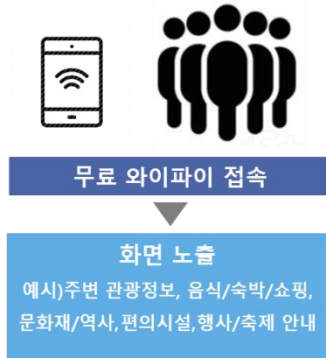 무료 와이파이 접속
화면 노출
예시)주변 관광정보, 음식/숙박/쇼핑,
문화재/역사,편의시설,행사/축제 안내